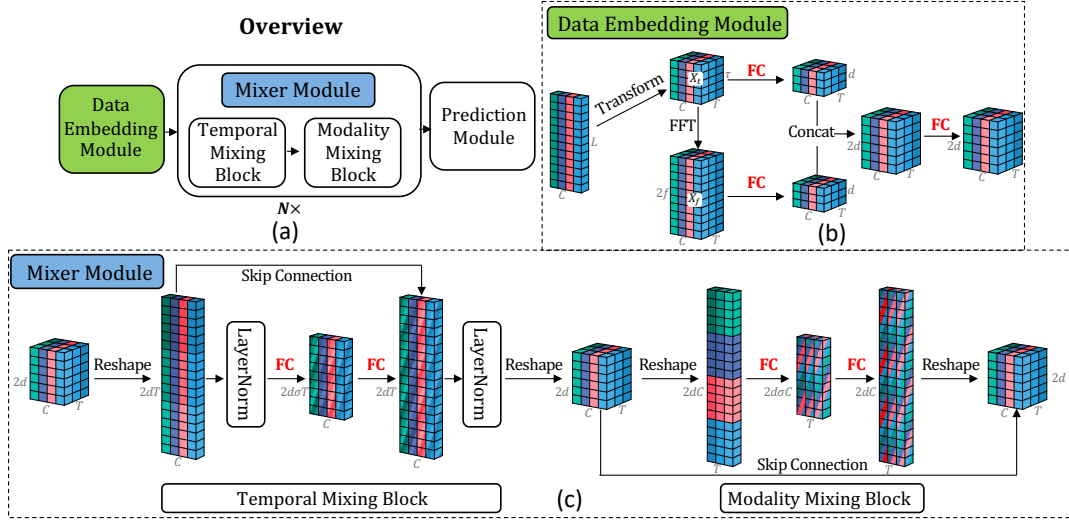 Overview
Data
Embedding
Module
Mixer Module
Temporal
Mixing
Block
Modality
Mixing
Block
N×
Prediction
Module
(a)
Data Embedding Module
L
C
Transform
X_t
τ
C
T
FFT
2f
X_f
C
T
FC
d
C
T
FC
d
C
T
Concat
2d
C
T
FC
2d
C
T
(b)
Mixer Module
Skip Connection
2d
C
T
Reshape
2dT
C
LayerNorm
FC
2dσT
C
FC
2dT
C
LayerNorm
Reshape
2d
C
T
Reshape
2dC
T
FC
2dσC
T
FC
2dC
T
Reshape
2d
C
T
Skip Connection
Temporal Mixing Block
(c)
Modality Mixing Block